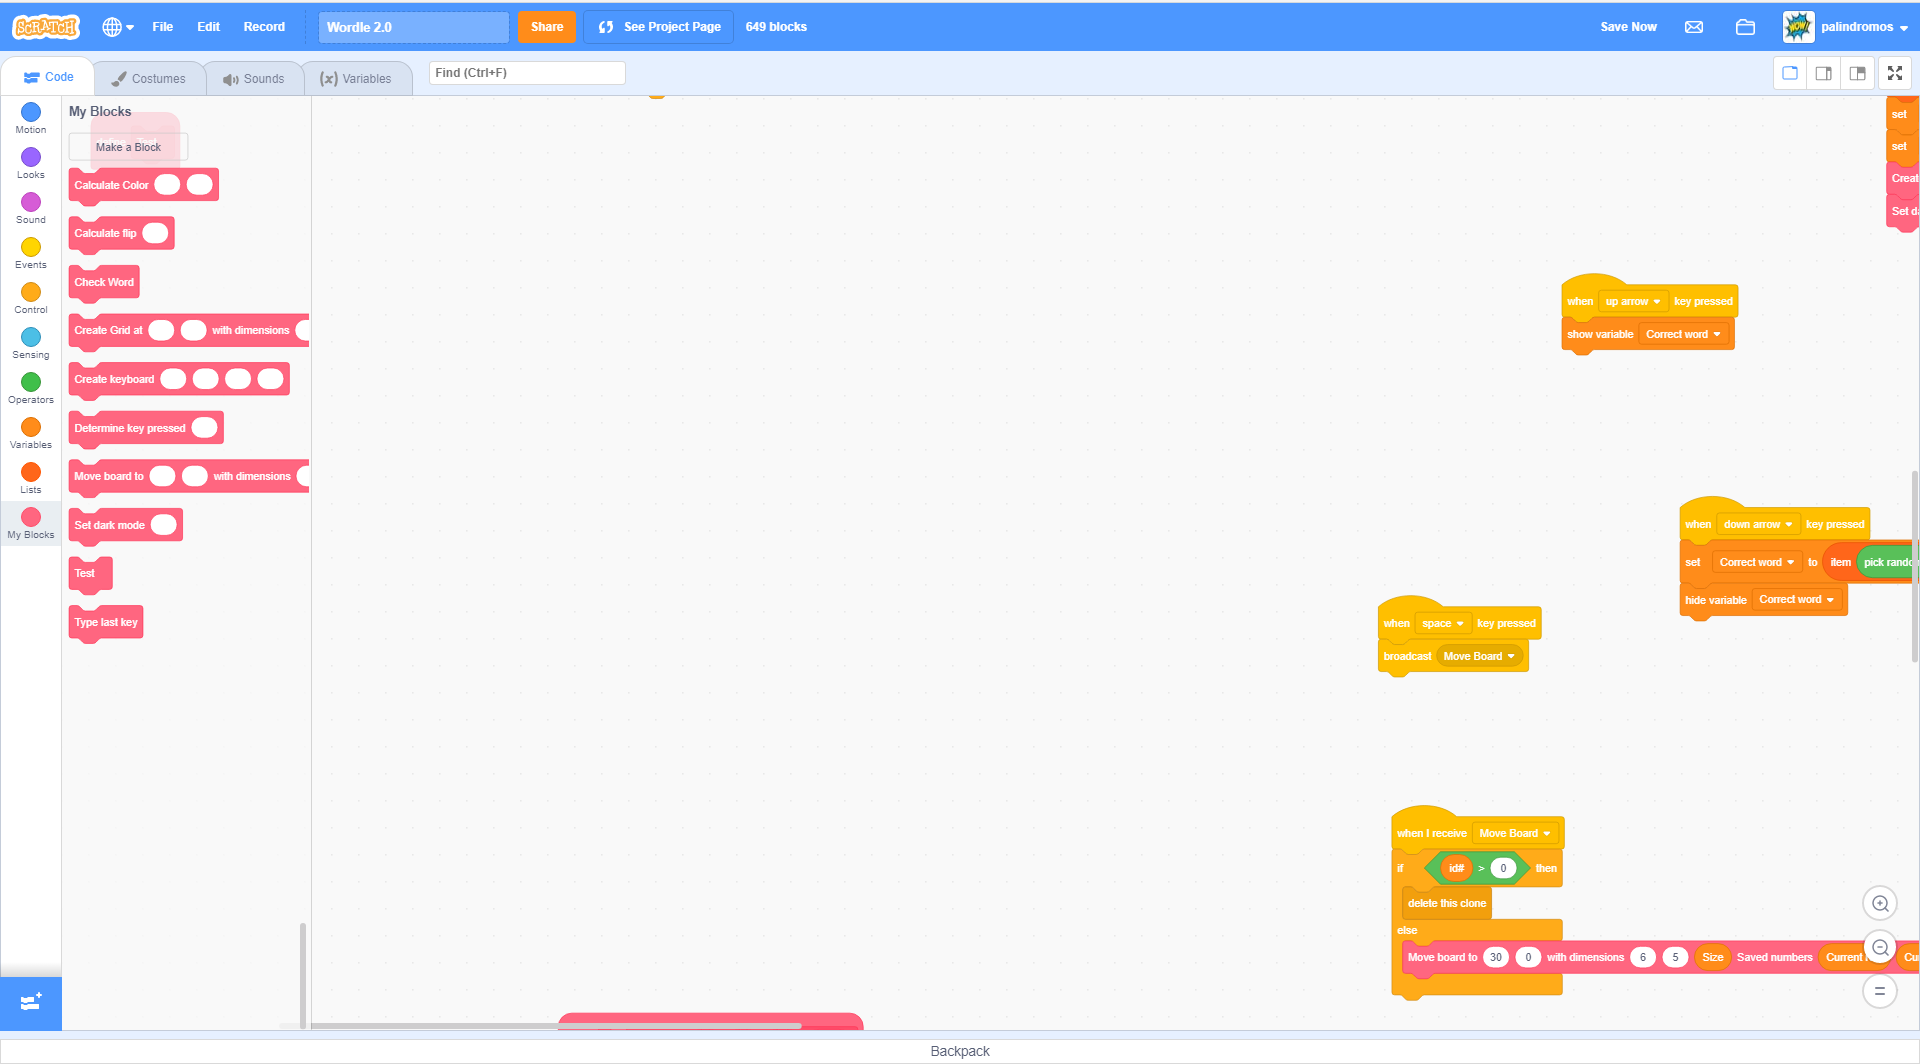 SCRATCH
File
Edit
Record
Wordle 2.0
Share
See Project Page
649 blocks
Save Now
palindromos
Code
Costumes
Sounds
(x) Variables
Find (Ctrl+F)
Motion
Looks
Sound
Events
Control
Sensing
Operators
Variables
Lists
My Blocks
My Blocks
Make a Block
Calculate Color
Calculate flip
Check Word
Create Grid at with dimensions
Create keyboard
Determine key pressed
Move board to with dimensions
Set dark mode
Test
Type last key
set
set
Creat
Set da
when up arrow key pressed
show variable Correct word
when down arrow key pressed
set Correct word to item pick rando
hide variable Correct word
when space key pressed
broadcast Move Board
when I receive Move Board
if id# > 0 then
delete this clone
else
Move board to 30 0 with dimensions 6 5 Size Saved numbers Current Cu
Backpack